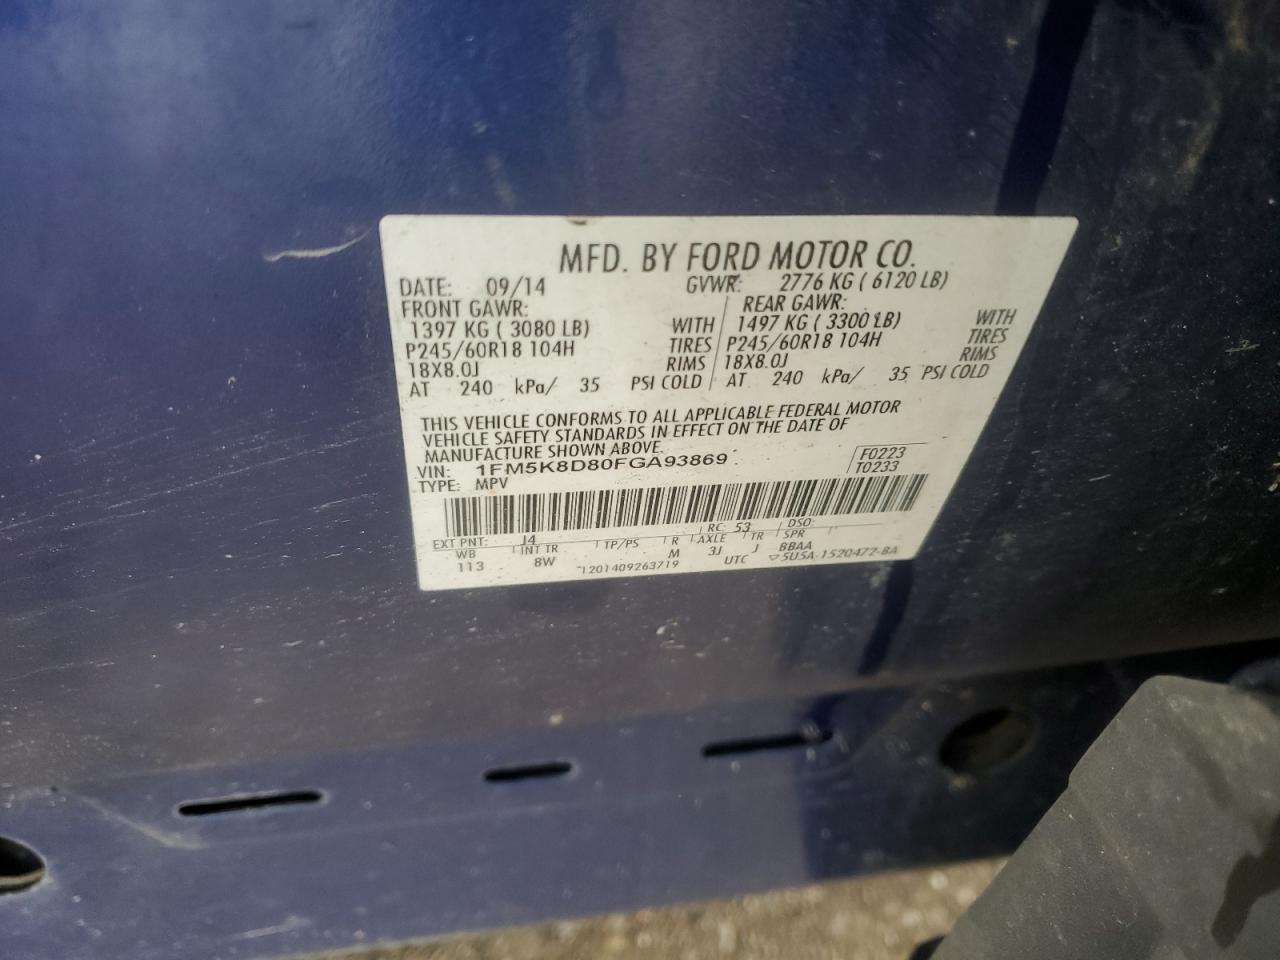 MFD. BY FORD MOTOR CO.
DATE: 09/14 GVWR: 2776 KG ( 6120 LB)
FRONT GAWR: REAR GAWR:
1397 KG ( 3080 LB) WITH 1497 KG ( 3300 LB) WITH
P245/60R18 104H TIRES P245/60R18 104H TIRES
18X8.0J RIMS 18X8.0J RIMS
AT 240 kPa/ 35 PSI COLD AT 240 kPa/ 35 PSI COLD
THIS VEHICLE CONFORMS TO ALL APPLICABLE FEDERAL MOTOR
VEHICLE SAFETY STANDARDS IN EFFECT ON THE DATE OF
MANUFACTURE SHOWN ABOVE.
VIN: 1FM5K8D80FGA93869 F0223
TYPE: MPV T0233
EXT PNT: J4 RC: 53 DSO:
WB INT TR TP/PS R AXLE TR SPR
113 8W M 3J J BBAA
1201409263719 UTC 5U5A-1520472-BA